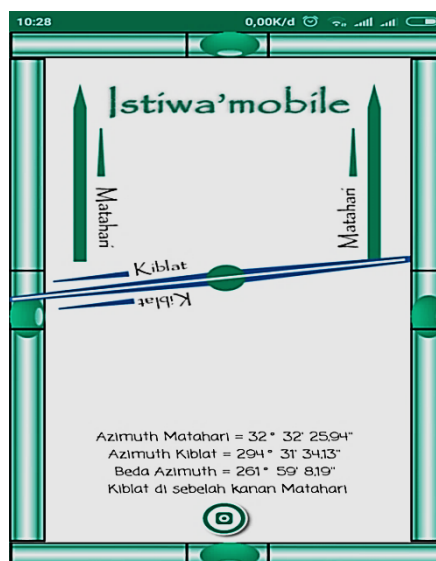 10:28 0,00K/d
Istiwa'mobile
Matahari
Matahari
Kiblat
Kiblat
Azimuth Matahari = 32° 32' 25,94"
Azimuth Kiblat = 294° 31' 34,13"
Beda Azimuth = 261° 59' 8,19"
Kiblat di sebelah kanan Matahari